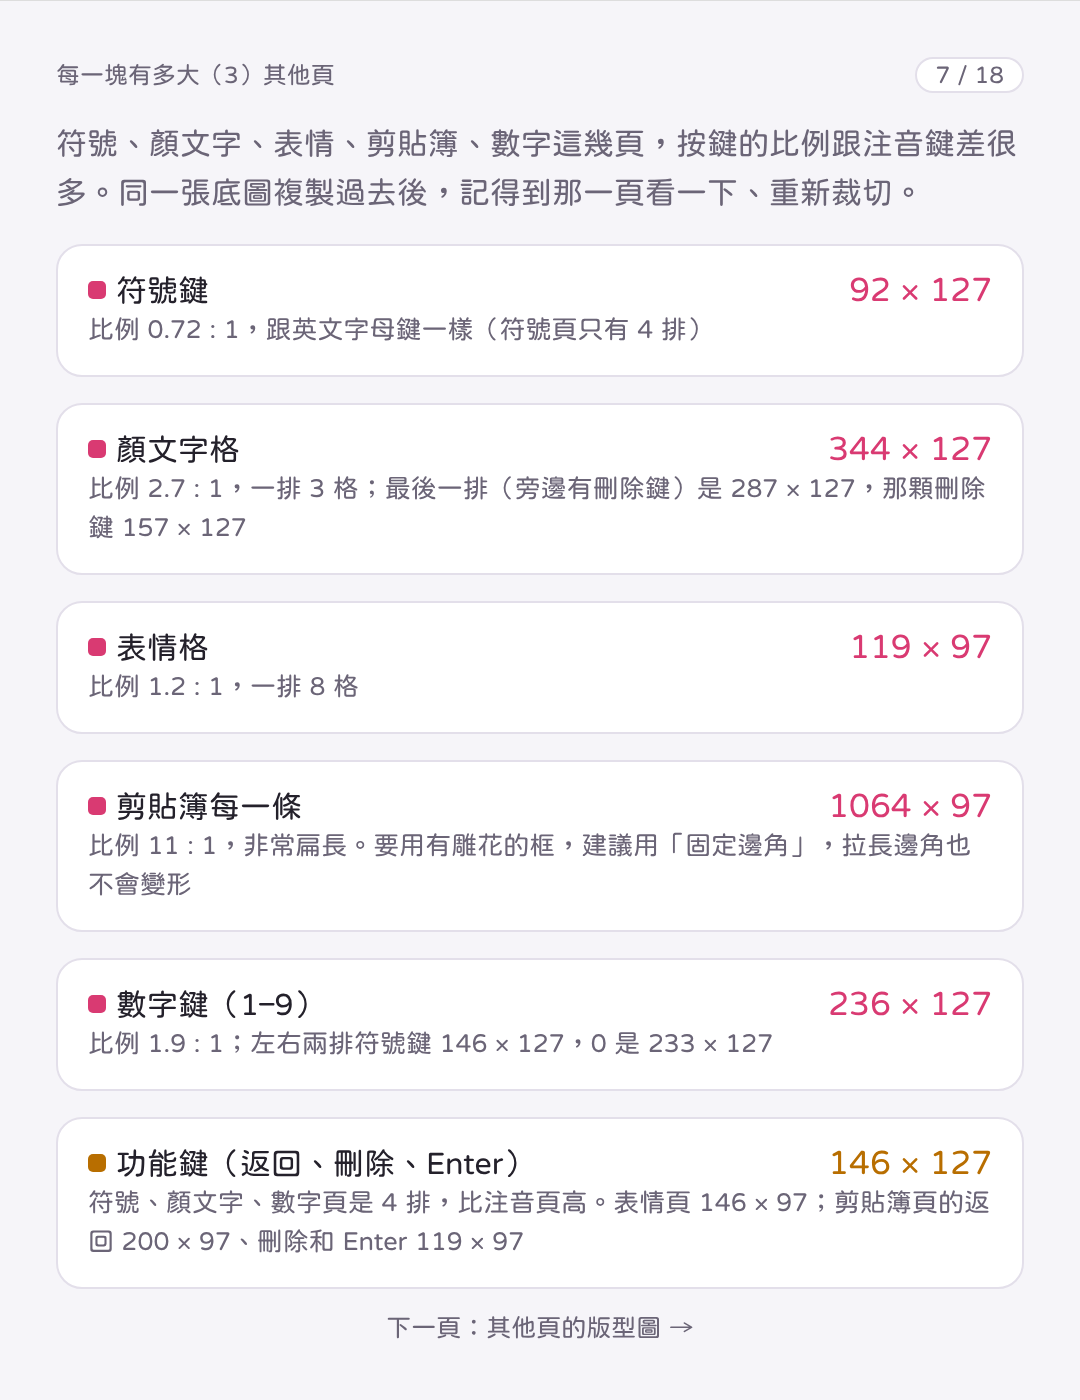 每一塊有多大（3）其他頁
7 / 18
符號、顏文字、表情、剪貼簿、數字這幾頁，按鍵的比例跟注音鍵差很
多。同一張底圖複製過去後，記得到那一頁看一下、重新裁切。
符號鍵
92 × 127
比例 0.72 : 1，跟英文字母鍵一樣（符號頁只有 4 排）
顏文字格
344 × 127
比例 2.7 : 1，一排 3 格；最後一排（旁邊有刪除鍵）是 287 × 127，那顆刪除
鍵 157 × 127
表情格
119 × 97
比例 1.2 : 1，一排 8 格
剪貼簿每一條
1064 × 97
比例 11 : 1，非常扁長。要用有雕花的框，建議用「固定邊角」，拉長邊角也
不會變形
數字鍵（1–9）
236 × 127
比例 1.9 : 1；左右兩排符號鍵 146 × 127，0 是 233 × 127
功能鍵（返回、刪除、Enter）
146 × 127
符號、顏文字、數字頁是 4 排，比注音頁高。表情頁 146 × 97；剪貼簿頁的返
回 200 × 97、刪除和 Enter 119 × 97
下一頁：其他頁的版型圖 →